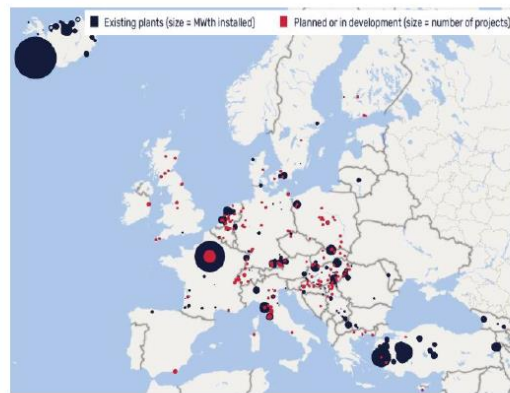 Existing plants (size = MWth installed) Planned or in development (size = number of projects)